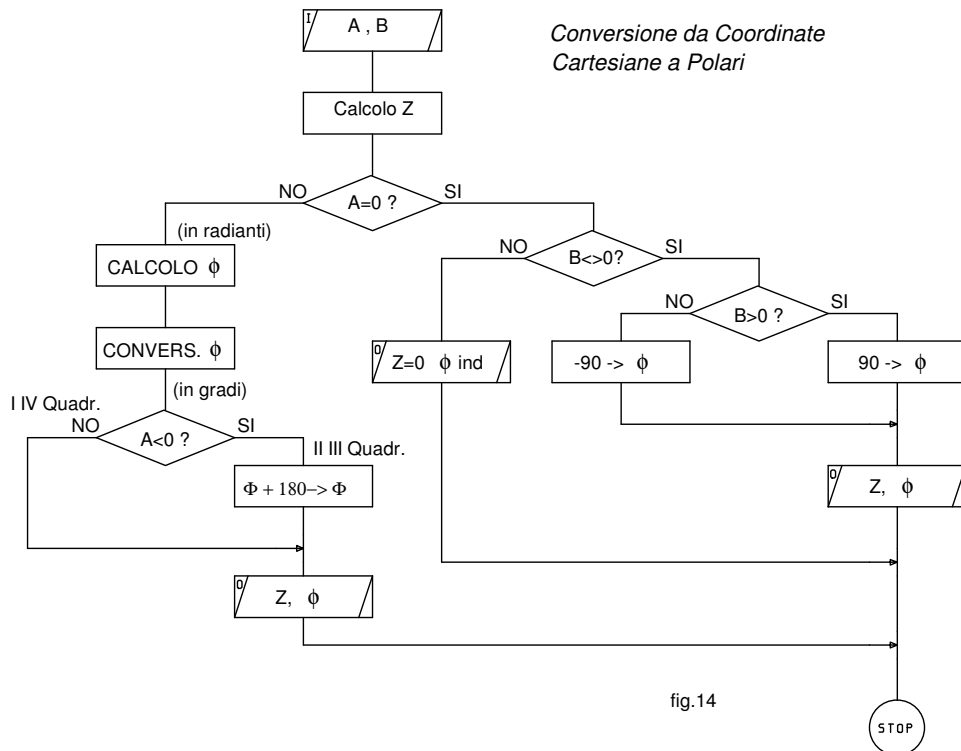 I
A , B
Conversione da Coordinate
Cartesiane a Polari
Calcolo Z
NO
A=0 ?
SI
(in radianti)
CALCOLO ϕ
NO
B<>0?
SI
NO
B>0 ?
SI
CONVERS. ϕ
O
Z=0 ϕ ind
-90 -> ϕ
90 -> ϕ
(in gradi)
I IV Quadr.
NO
A<0 ?
SI
II III Quadr.
Φ + 180–> Φ
O
Z, ϕ
O
Z, ϕ
fig.14
STOP